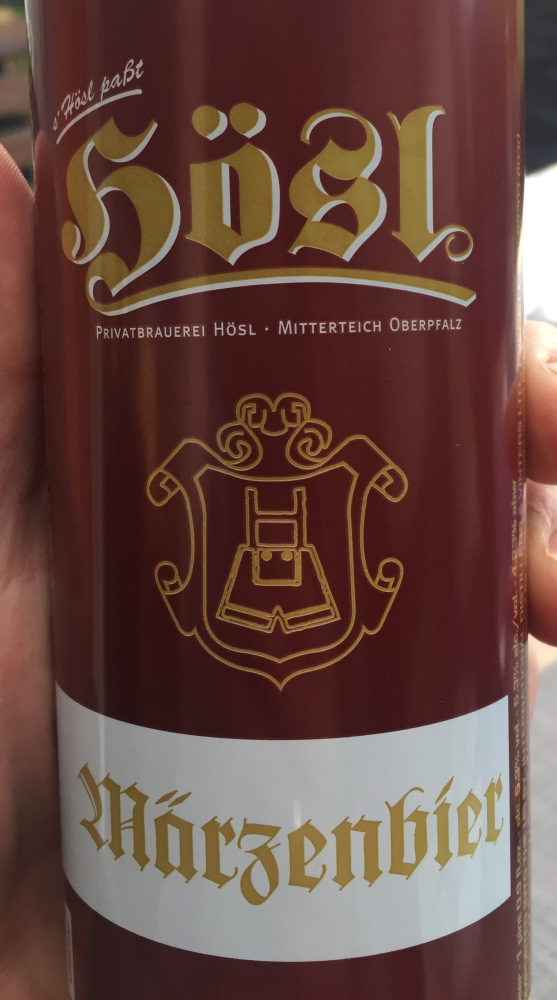 s' Hösl paßt
Hösl
PRIVATBRAUEREI HÖSL · MITTERTEICH OBERPFALZ
Märzenbier